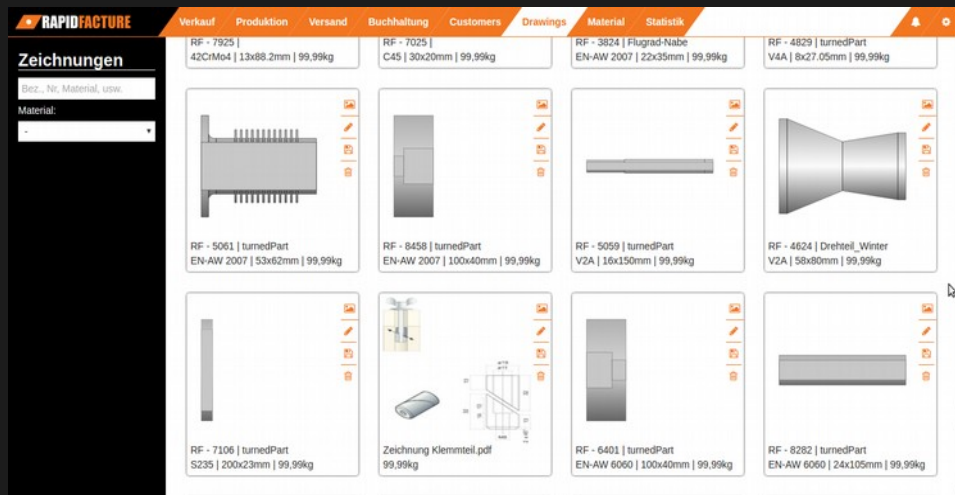 RAPIDFACTURE
Verkauf Produktion Versand Buchhaltung Customers Drawings Material Statistik
Zeichnungen
Bez., Nr, Material, usw.
Material:
-
RF - 7925 |
42CrMo4 | 13x88.2mm | 99,99kg
RF - 7025 |
C45 | 30x20mm | 99,99kg
RF - 3824 | Flugrad-Nabe
EN-AW 2007 | 22x35mm | 99,99kg
RF - 4829 | turnedPart
V4A | 8x27.05mm | 99,99kg
RF - 5061 | turnedPart
EN-AW 2007 | 53x62mm | 99,99kg
RF - 8458 | turnedPart
EN-AW 2007 | 100x40mm | 99,99kg
RF - 5059 | turnedPart
V2A | 16x150mm | 99,99kg
RF - 4624 | Drehteil_Winter
V2A | 58x80mm | 99,99kg
RF - 7106 | turnedPart
S235 | 200x23mm | 99,99kg
Zeichnung Klemmteil.pdf
99,99kg
RF - 6401 | turnedPart
EN-AW 6060 | 100x40mm | 99,99kg
RF - 8282 | turnedPart
EN-AW 6060 | 24x105mm | 99,99kg